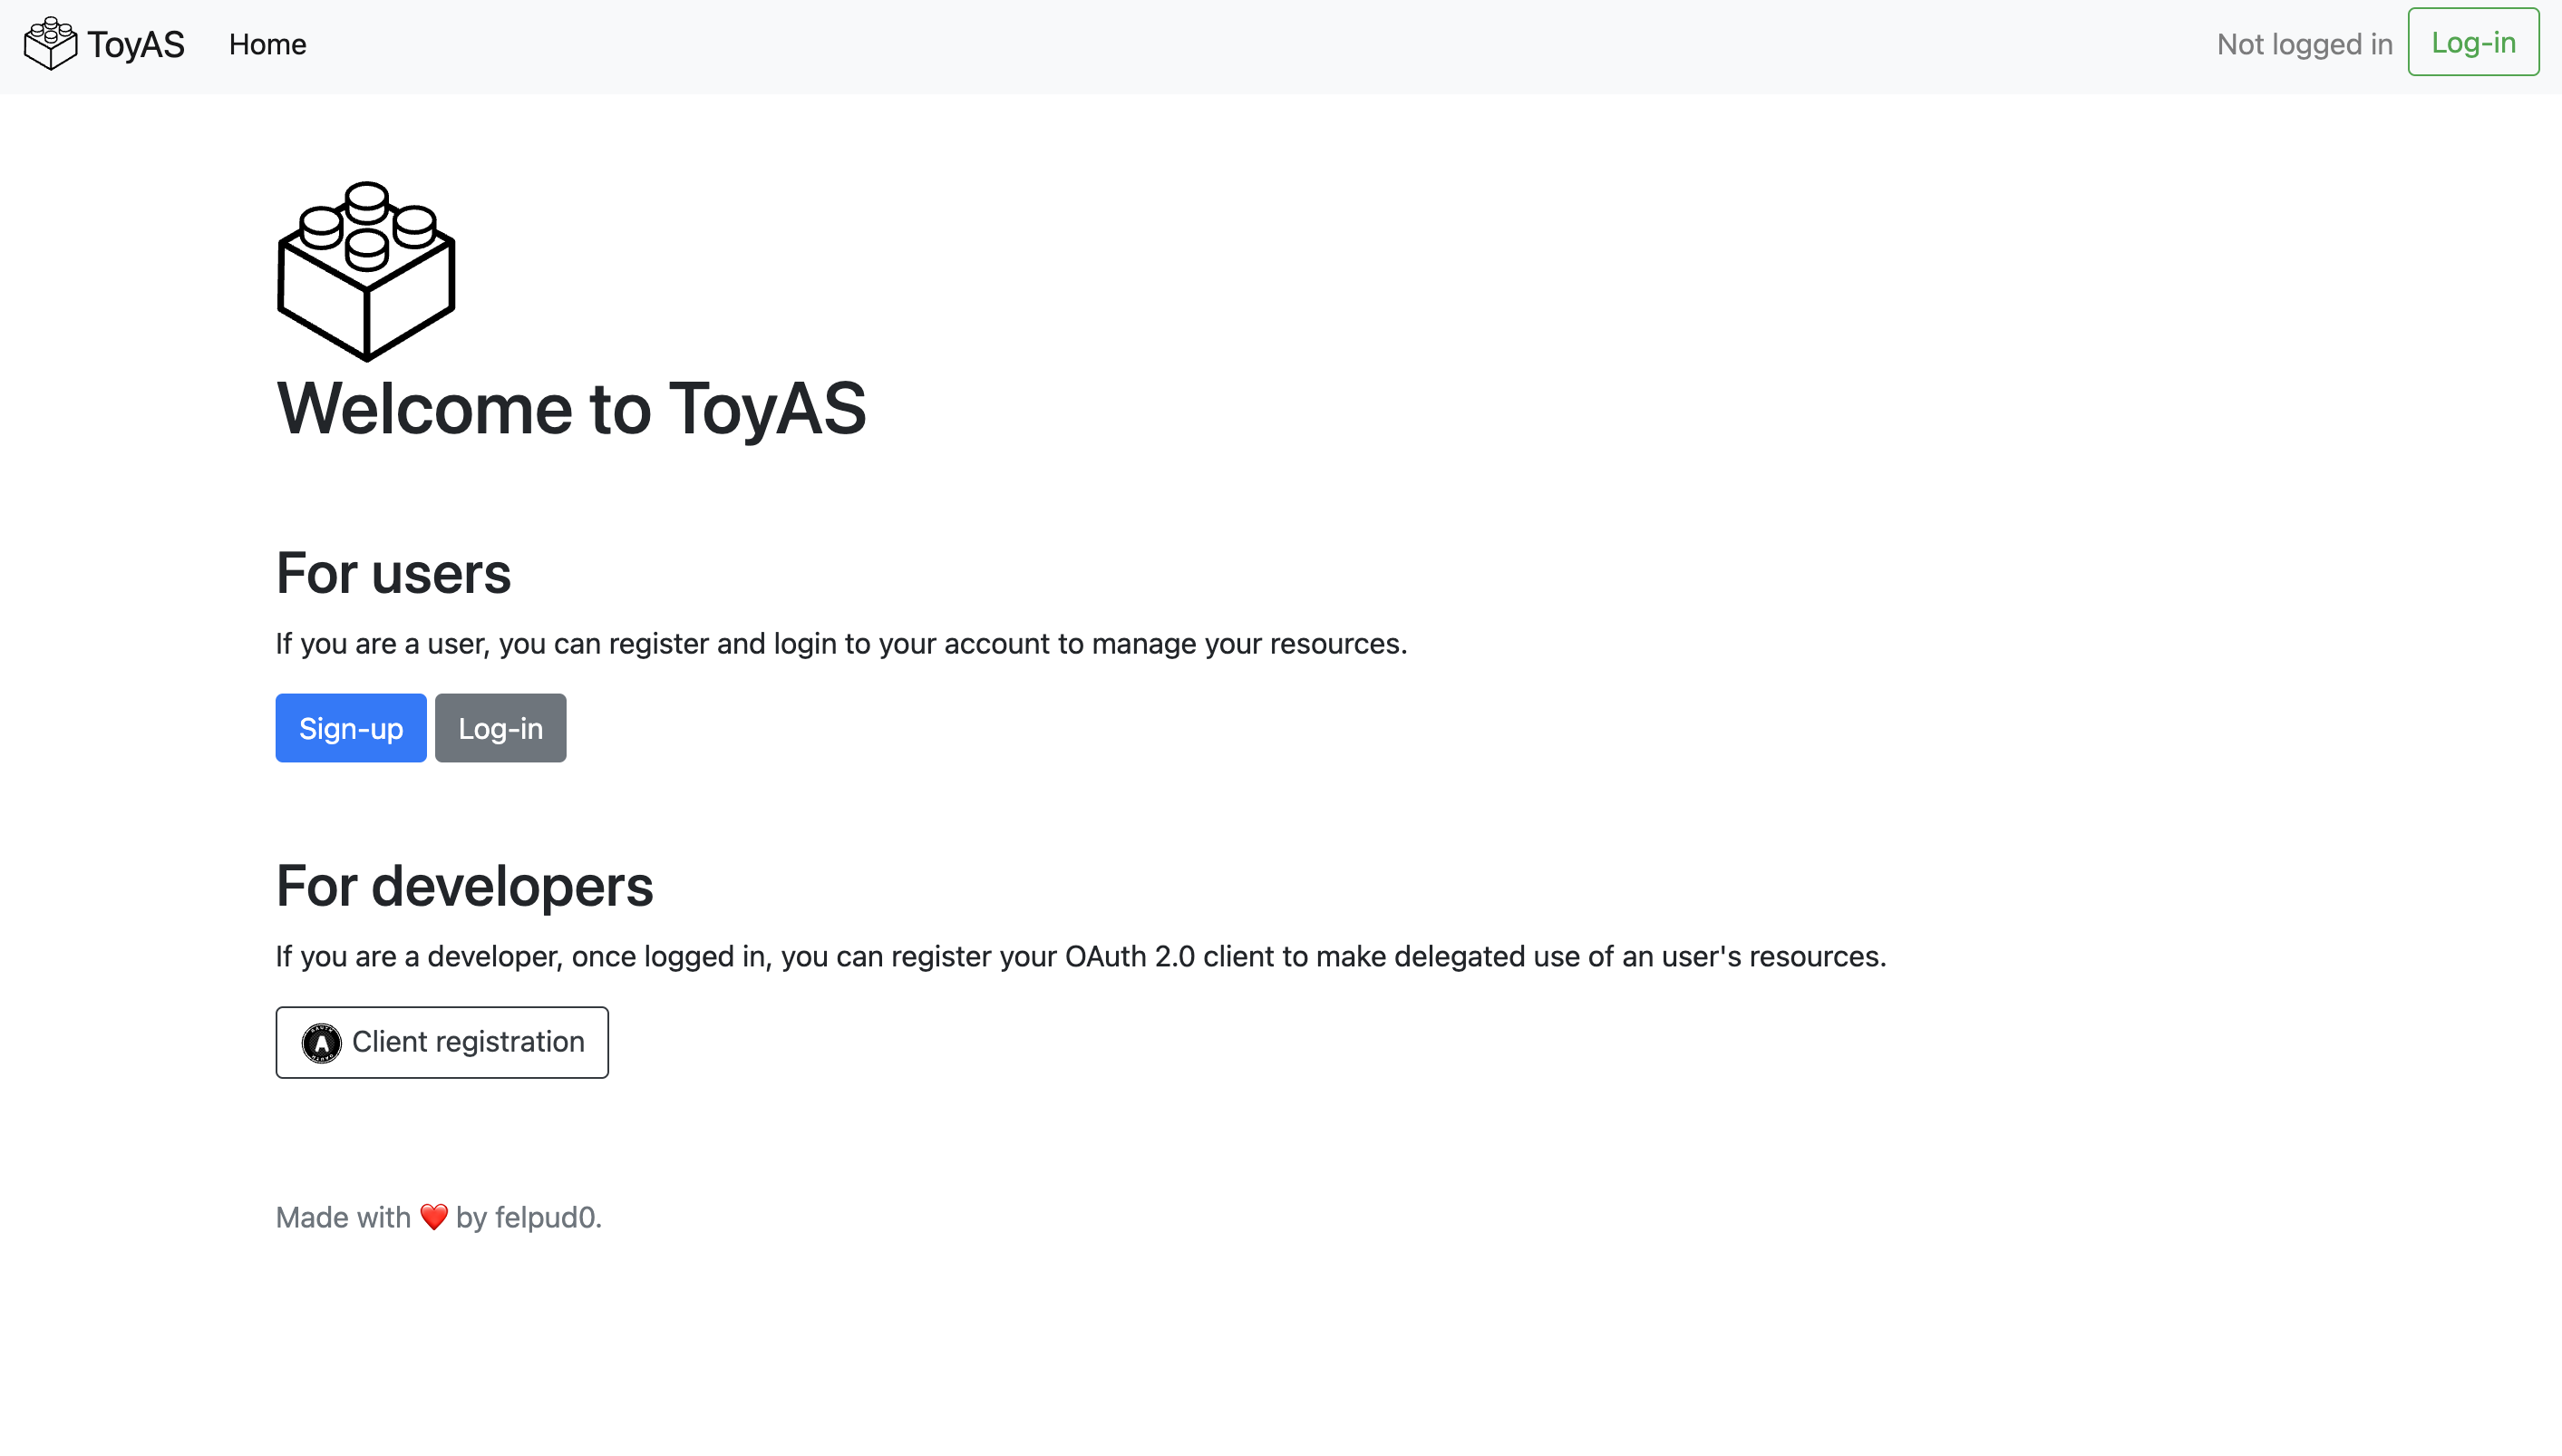 ToyAS Home Not logged in Log-in
Welcome to ToyAS
For users
If you are a user, you can register and login to your account to manage your resources.
Sign-up Log-in
For developers
If you are a developer, once logged in, you can register your OAuth 2.0 client to make delegated use of an user's resources.
A Client registration
Made with ❤️ by felpud0.